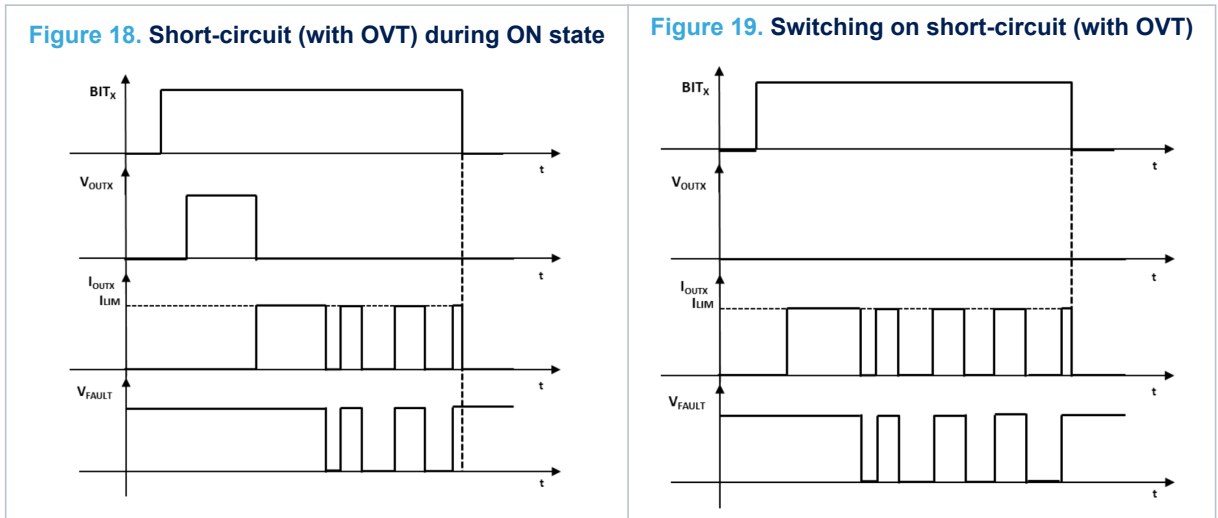 Figure 18. Short-circuit (with OVT) during ON state
BITX
t
VOUTX
t
IOUTX
ILIM
t
VFAULT
t
Figure 19. Switching on short-circuit (with OVT)
BITX
t
VOUTX
t
IOUTX
ILIM
t
VFAULT
t